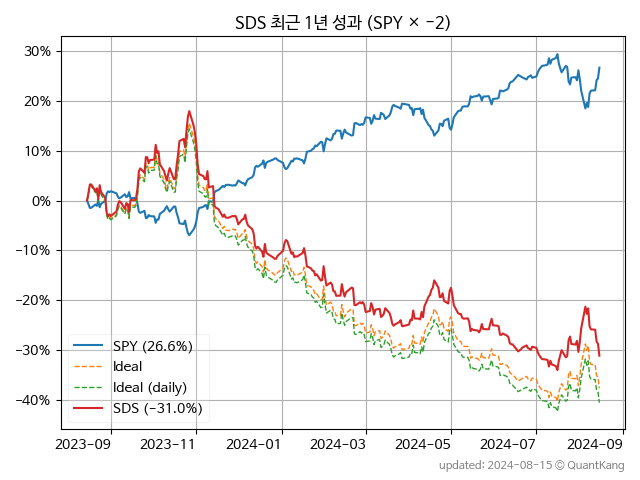 SDS 최근 1년 성과 (SPY × −2)
30%
20%
10%
0%
−10%
−20%
−30%
−40%
SPY (26.6%)
Ideal
Ideal (daily)
SDS (−31.0%)
2023-09 2023-11 2024-01 2024-03 2024-05 2024-07 2024-09
updated: 2024-08-15 © QuantKang